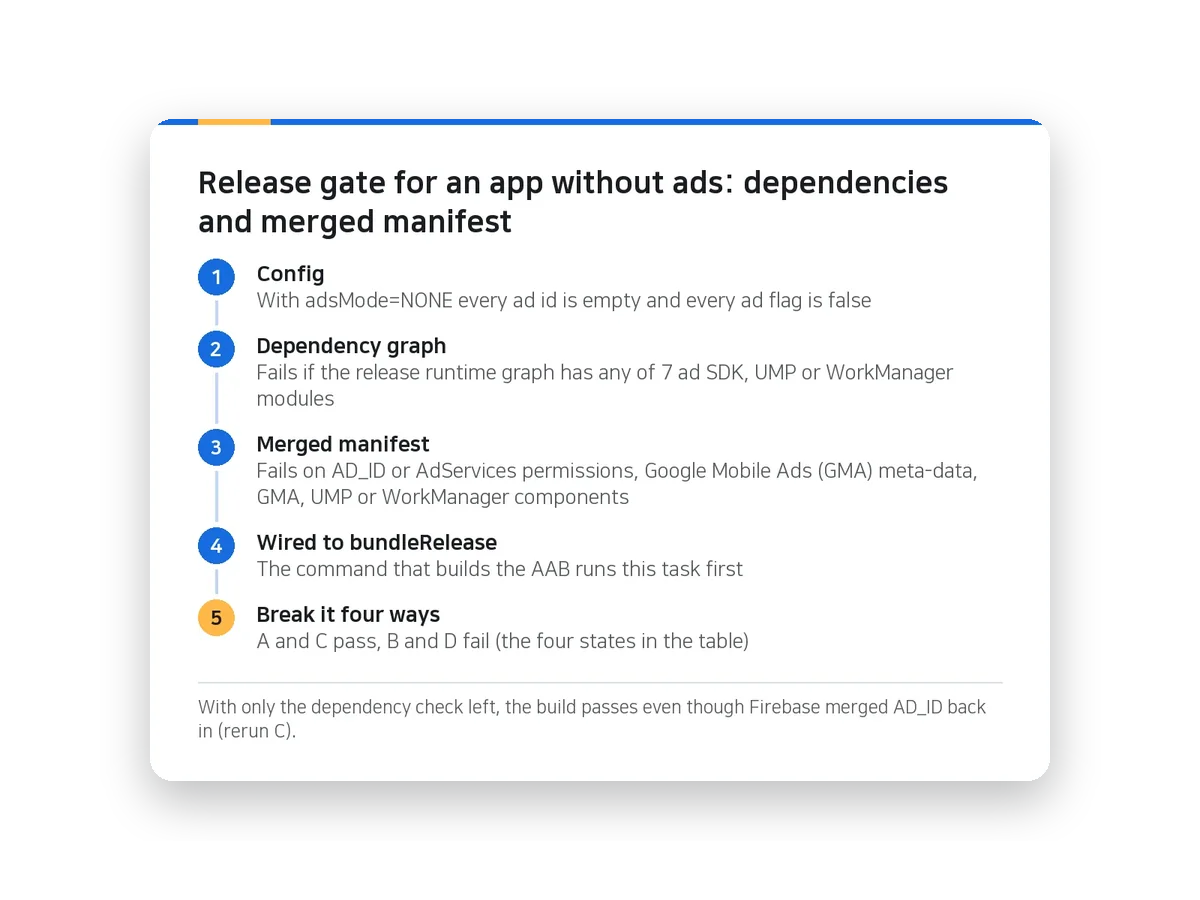 Release gate for an app without ads: dependencies
and merged manifest
1
Config
With adsMode=NONE every ad id is empty and every ad flag is false
2
Dependency graph
Fails if the release runtime graph has any of 7 ad SDK, UMP or WorkManager
modules
3
Merged manifest
Fails on AD_ID or AdServices permissions, Google Mobile Ads (GMA) meta-data,
GMA, UMP or WorkManager components
4
Wired to bundleRelease
The command that builds the AAB runs this task first
5
Break it four ways
A and C pass, B and D fail (the four states in the table)
With only the dependency check left, the build passes even though Firebase merged AD_ID back
in (rerun C).